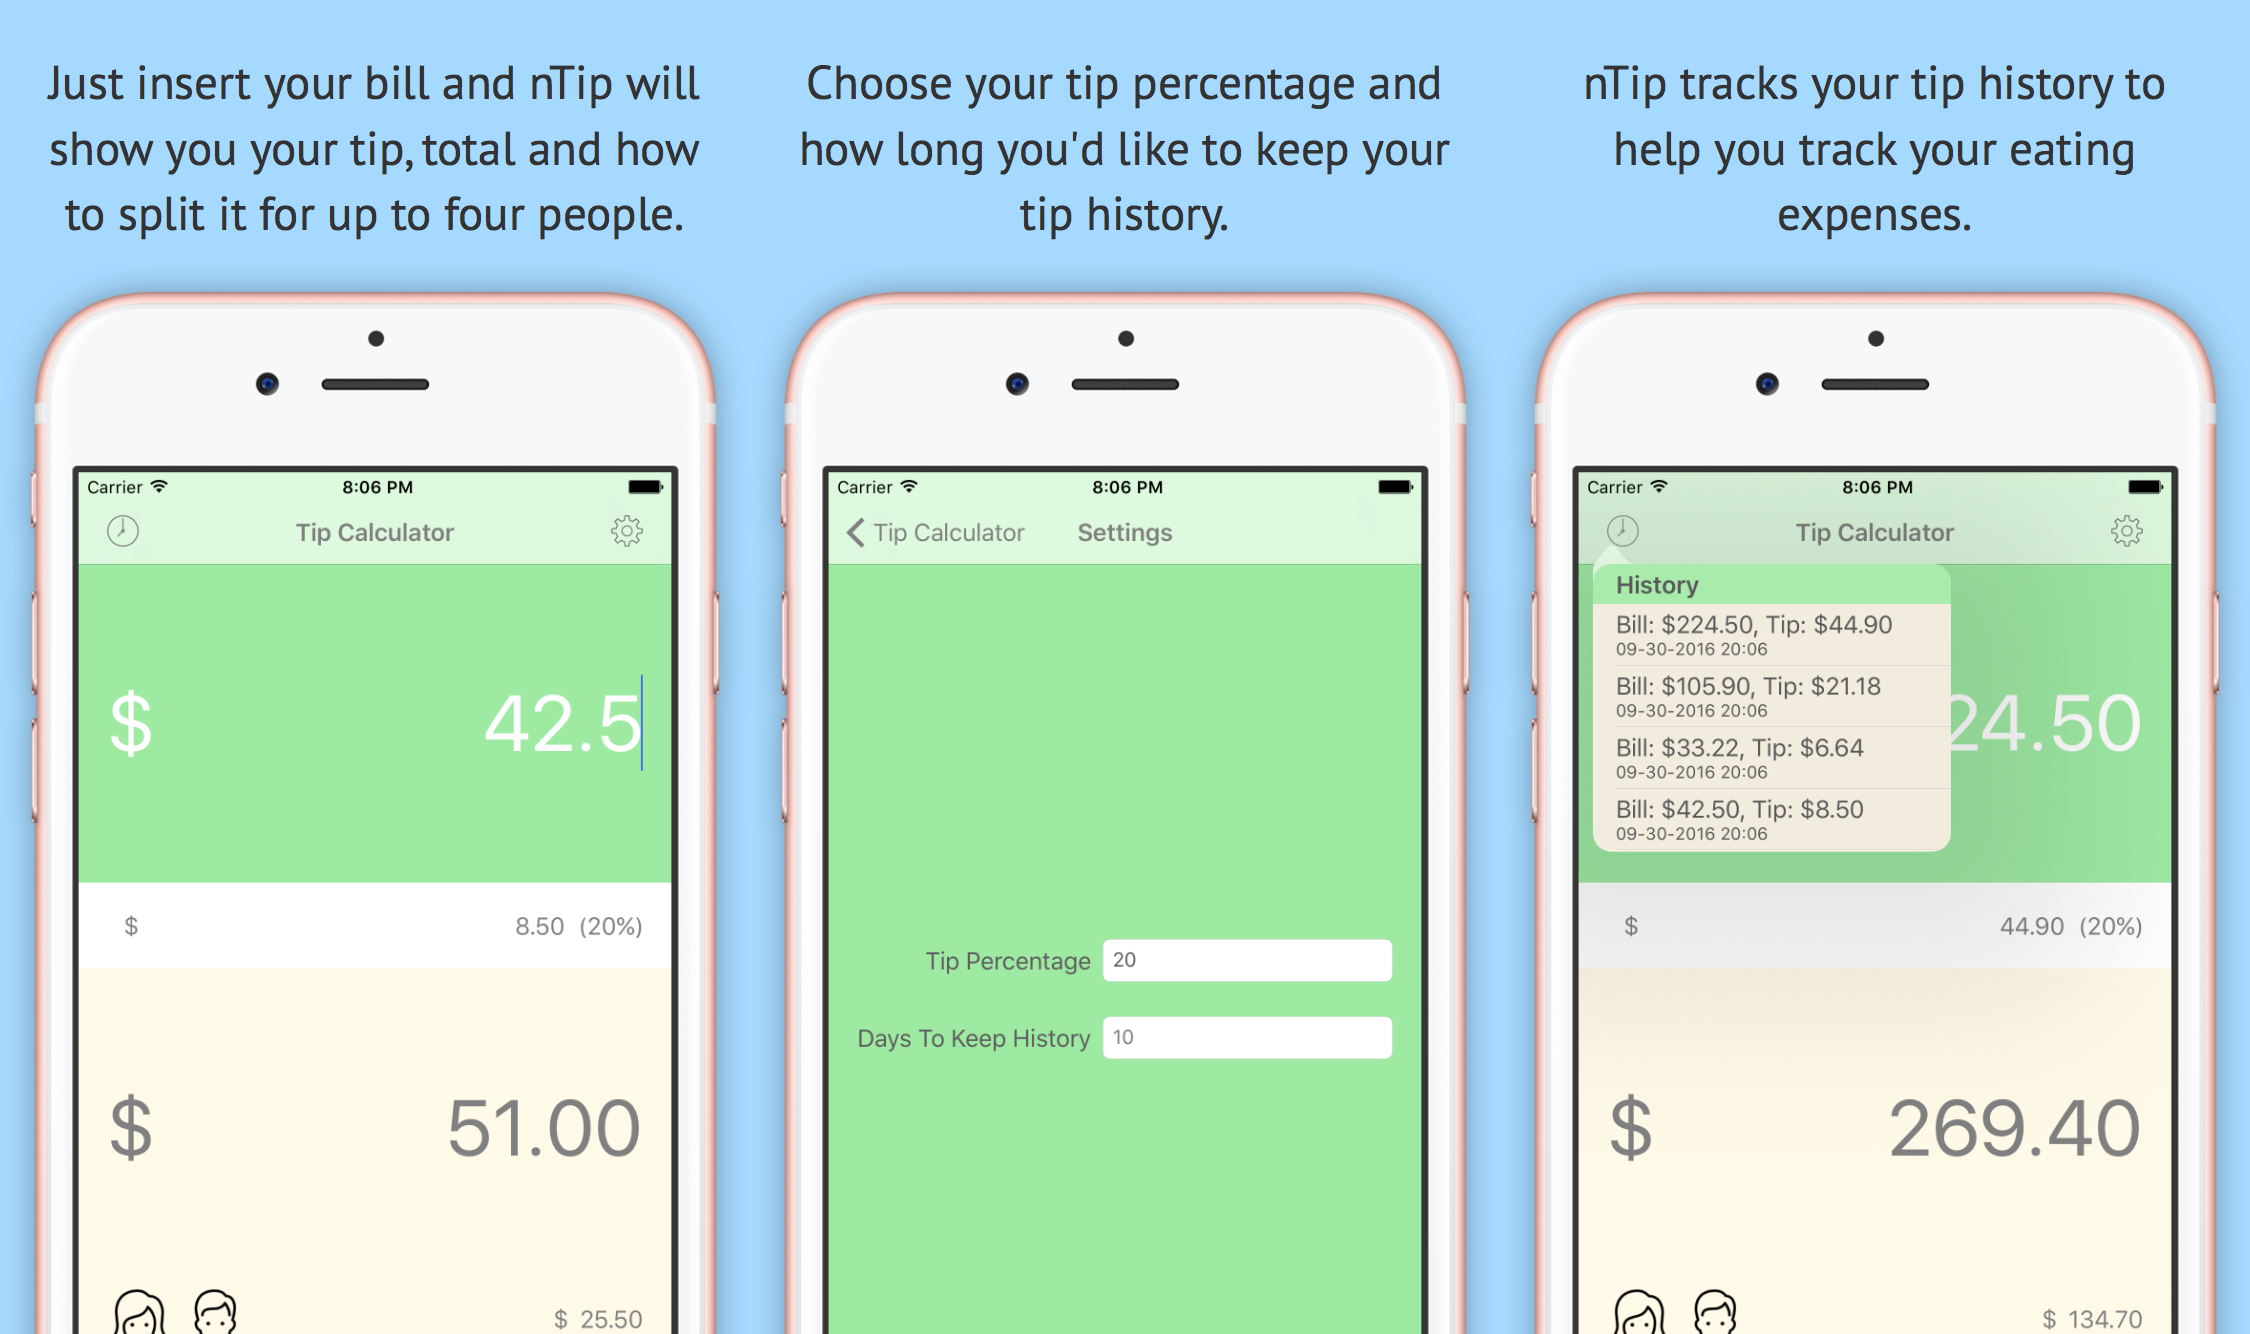 Just insert your bill and nTip will
show you your tip, total and how
to split it for up to four people.
Carrier 8:06 PM
Tip Calculator
$ 42.5
$ 8.50 (20%)
$ 51.00
$ 25.50
Choose your tip percentage and
how long you'd like to keep your
tip history.
Carrier 8:06 PM
Tip Calculator Settings
Tip Percentage 20
Days To Keep History 10
nTip tracks your tip history to
help you track your eating
expenses.
Carrier 8:06 PM
Tip Calculator
History
Bill: $224.50, Tip: $44.90
09-30-2016 20:06
Bill: $105.90, Tip: $21.18
09-30-2016 20:06
Bill: $33.22, Tip: $6.64
09-30-2016 20:06
Bill: $42.50, Tip: $8.50
09-30-2016 20:06
24.50
$ 44.90 (20%)
$ 269.40
$ 134.70